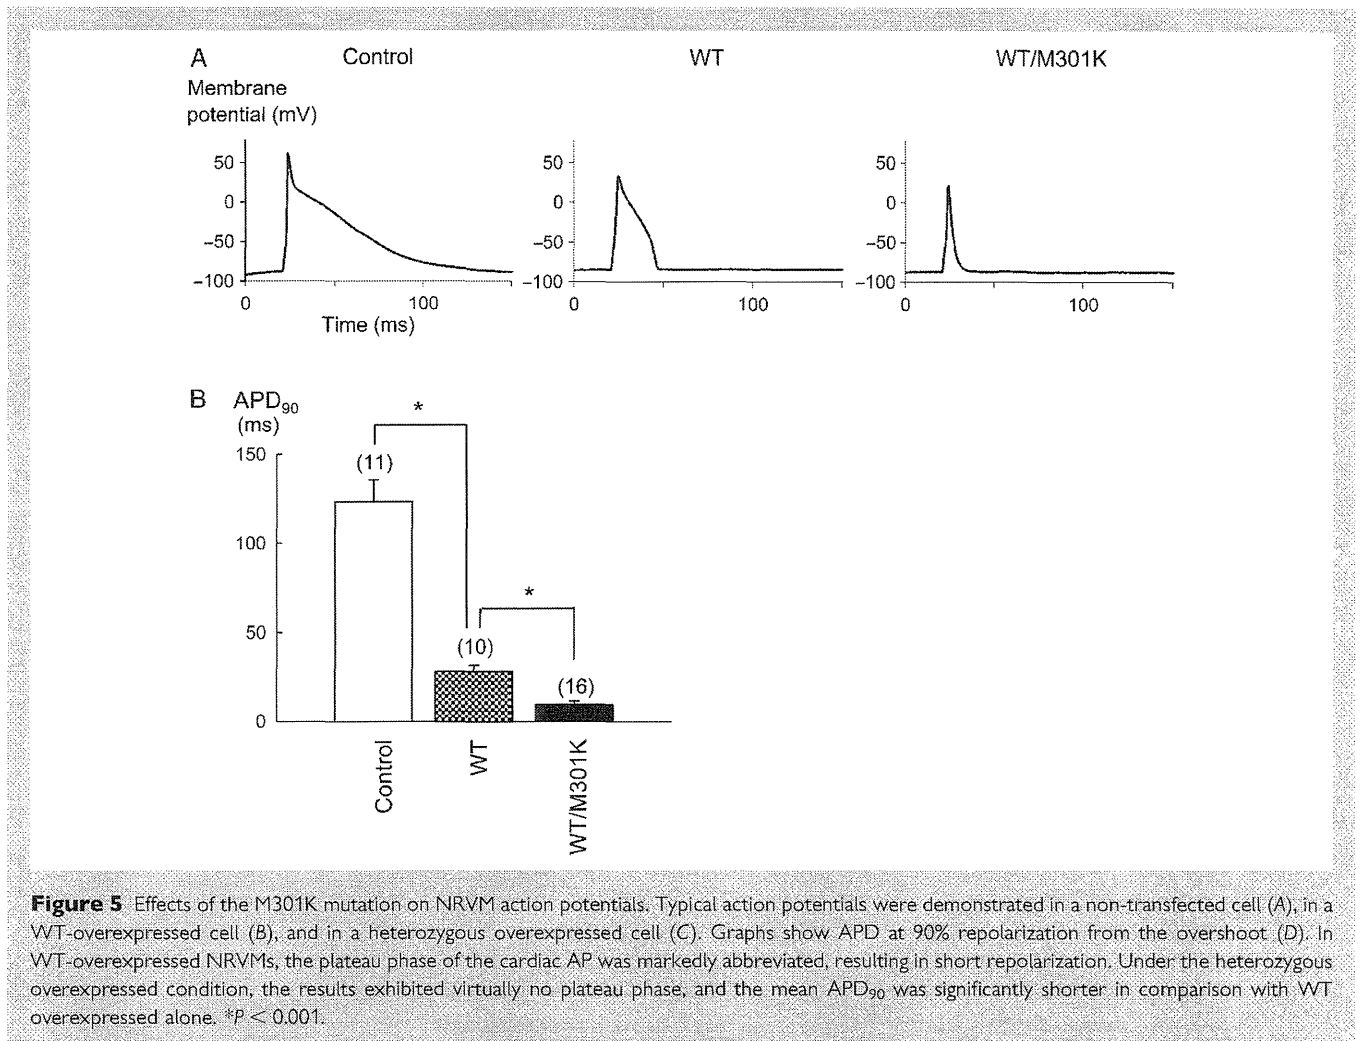 A Control WT WT/M301K
Membrane
potential (mV)
50 50 50
0 0 0
−50 −50 −50
−100 −100 −100
0 100 0 100 0 100
Time (ms)
B APD90 *
(ms)
150 (11)
100
*
50 (10)
(16)
0
Control WT WT/M301K
Figure 5 Effects of the M301K mutation on NRVM action potentials. Typical action potentials were demonstrated in a non-transfected cell (A), in a
WT-overexpressed cell (B), and in a heterozygous overexpressed cell (C). Graphs show APD at 90% repolarization from the overshoot (D). In
WT-overexpressed NRVMs, the plateau phase of the cardiac AP was markedly abbreviated, resulting in short repolarization. Under the heterozygous
overexpressed condition, the results exhibited virtually no plateau phase, and the mean APD90 was significantly shorter in comparison with WT
overexpressed alone. *P < 0.001.